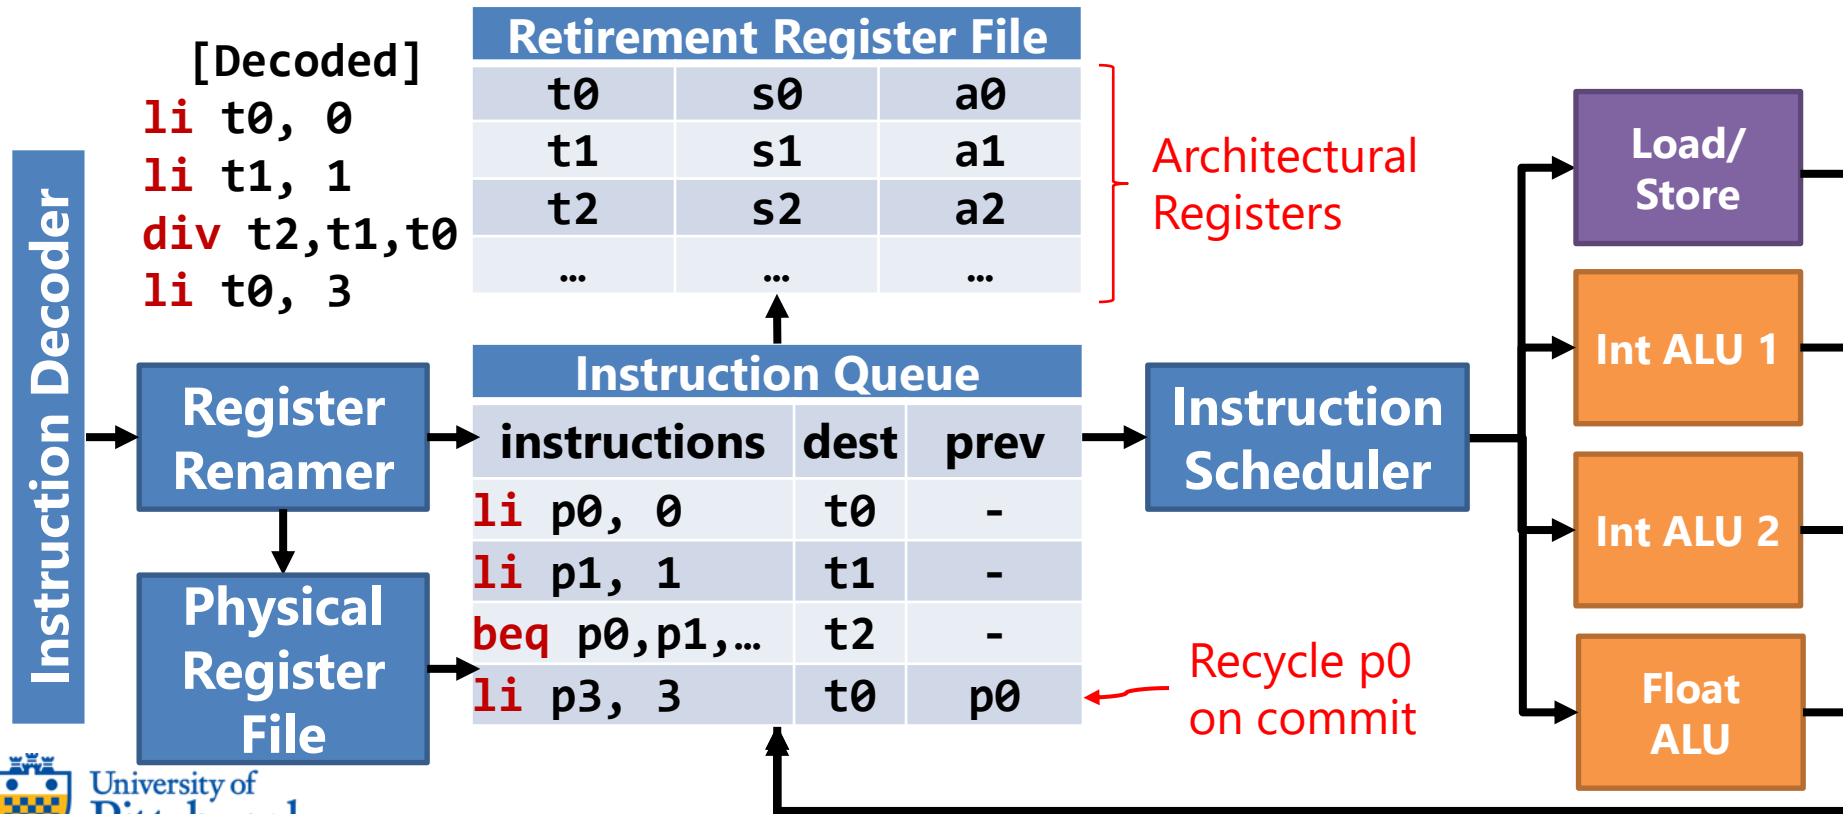 [Decoded]
li t0, 0
li t1, 1
div t2,t1,t0
li t0, 3
Instruction Decoder
Retirement Register File
t0 s0 a0
t1 s1 a1
t2 s2 a2
… … …
Architectural
Registers
Register
Renamer
Physical
Register
File
Instruction Queue
instructions dest prev
li p0, 0 t0 -
li p1, 1 t1 -
beq p0,p1,… t2 -
li p3, 3 t0 p0
Recycle p0
on commit
Instruction
Scheduler
Load/
Store
Int ALU 1
Int ALU 2
Float
ALU
University of